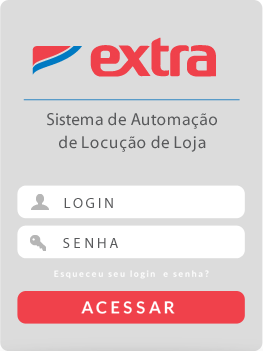 extra
Sistema de Automação
de Locução de Loja
LOGIN
SENHA
Esqueceu seu login e senha?
ACESSAR